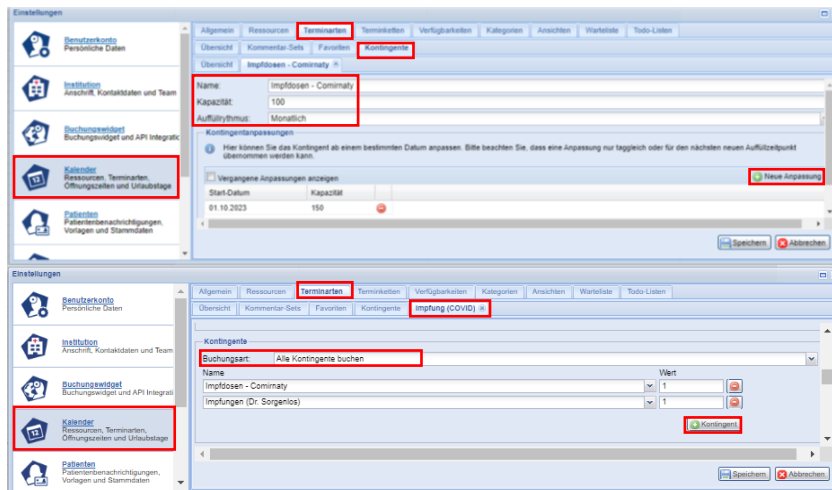 Einstellungen
Benutzerkonto
Persönliche Daten
Institution
Anschrift, Kontaktdaten und Team
Buchungswidget
Buchungswidget und API Integratic
Kalender
Ressourcen, Terminarten,
Öffnungszeiten und Urlaubstage
Patienten
Patientenbenachrichtigungen,
Vorlagen und Stammdaten
Allgemein Ressourcen Terminarten Terminketten Verfügbarkeiten Kategorien Ansichten Warteliste Todo-Listen
Übersicht Kommentar-Sets Favoriten Kontingente
Übersicht Impfdosen - Comirnaty
Name: Impfdosen - Comirnaty
Kapazität: 100
Auffüllrythmus: Monatlich
Kontingentanpassungen
Hier können Sie das Kontingent ab einem bestimmten Datum anpassen. Bitte beachten Sie, dass eine Anpassung nur taggleich oder für den nächsten neuen Auffüllzeitpunkt
übernommen werden kann.
Vergangene Anpassungen anzeigen Neue Anpassung
Start-Datum Kapazität
01.10.2023 150
Speichern Abbrechen
Einstellungen
Benutzerkonto
Persönliche Daten
Institution
Anschrift, Kontaktdaten und Team
Buchungswidget
Buchungswidget und API Integrati
Kalender
Ressourcen, Terminarten,
Öffnungszeiten und Urlaubstage
Patienten
Patientenbenachrichtigungen,
Vorlagen und Stammdaten
Allgemein Ressourcen Terminarten Terminketten Verfügbarkeiten Kategorien Ansichten Warteliste Todo-Listen
Übersicht Kommentar-Sets Favoriten Kontingente Impfung (COVID)
Kontingente
Buchungsart: Alle Kontingente buchen
Name Wert
Impfdosen - Comirnaty 1
Impfungen (Dr. Sorgenlos) 1
Kontingent
Speichern Abbrechen